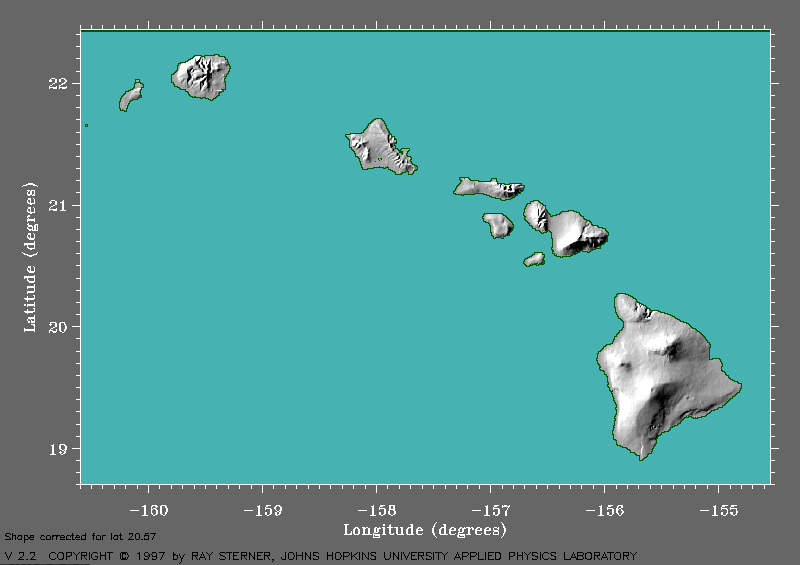 22
21
20
19
Latitude (degrees)
-160 -159 -158 -157 -156 -155
Longitude (degrees)
Shape corrected for lat 20.57
V 2.2 COPYRIGHT © 1997 by RAY STERNER, JOHNS HOPKINS UNIVERSITY APPLIED PHYSICS LABORATORY